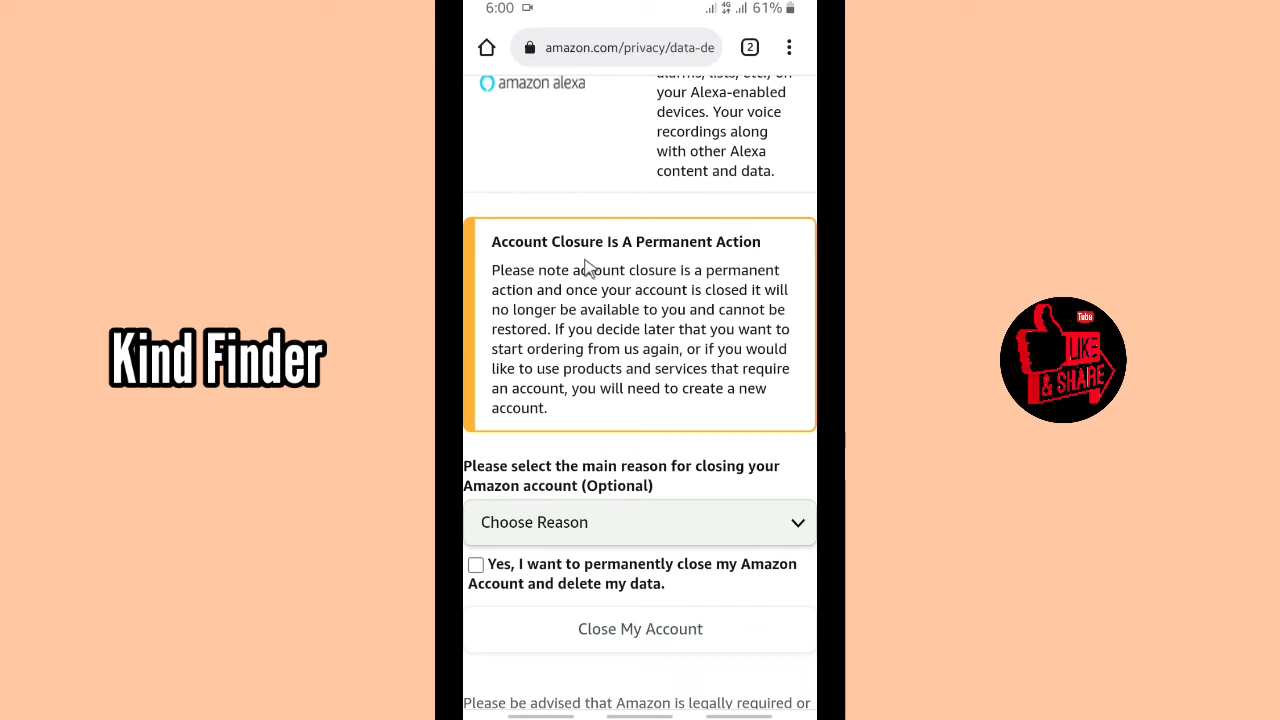 6:00
4G
61%
amazon.com/privacy/data-de
2
amazon alexa
your Alexa-enabled
devices. Your voice
recordings along
with other Alexa
content and data.
Account Closure Is A Permanent Action
Please note account closure is a permanent
action and once your account is closed it will
no longer be available to you and cannot be
restored. If you decide later that you want to
start ordering from us again, or if you would
like to use products and services that require
an account, you will need to create a new
account.
Please select the main reason for closing your
Amazon account (Optional)
Choose Reason
Yes, I want to permanently close my Amazon
Account and delete my data.
Close My Account
Please be advised that Amazon is legally required or
Kind Finder
Tube
LIKE
& SHARE